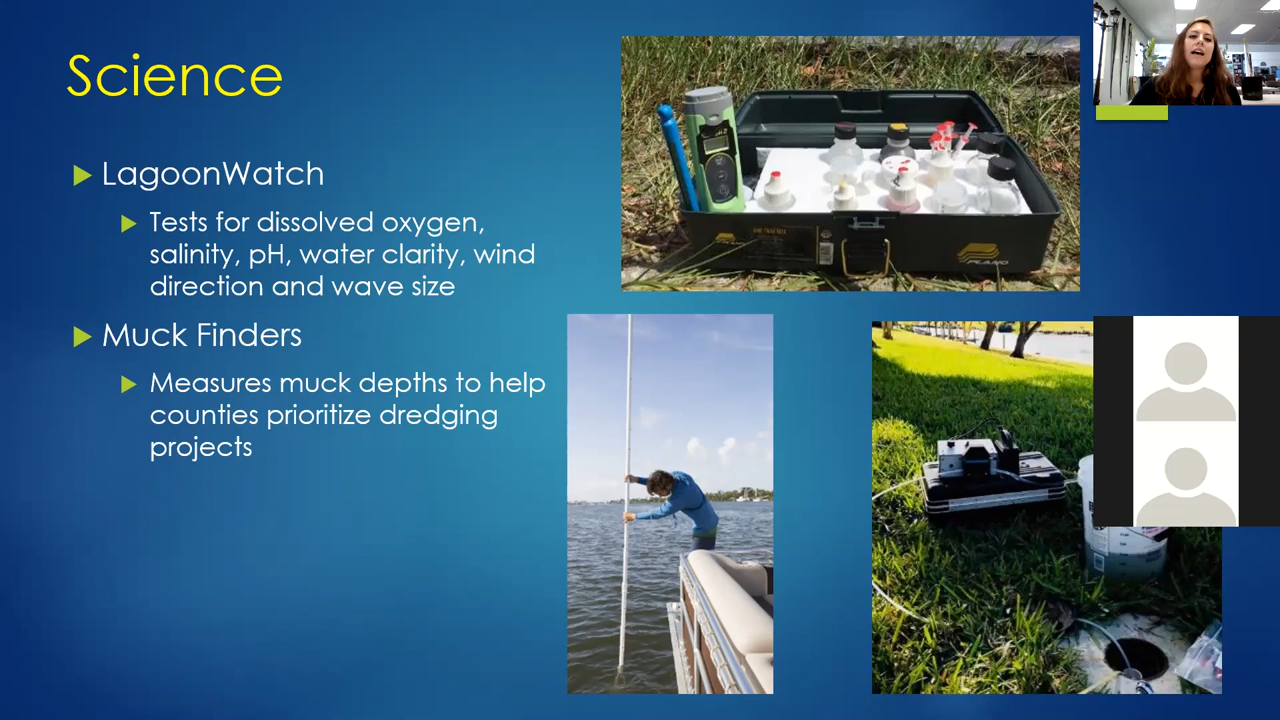 Science
LagoonWatch
Tests for dissolved oxygen,
salinity, pH, water clarity, wind
direction and wave size
Muck Finders
Measures muck depths to help
counties prioritize dredging
projects
PLANO